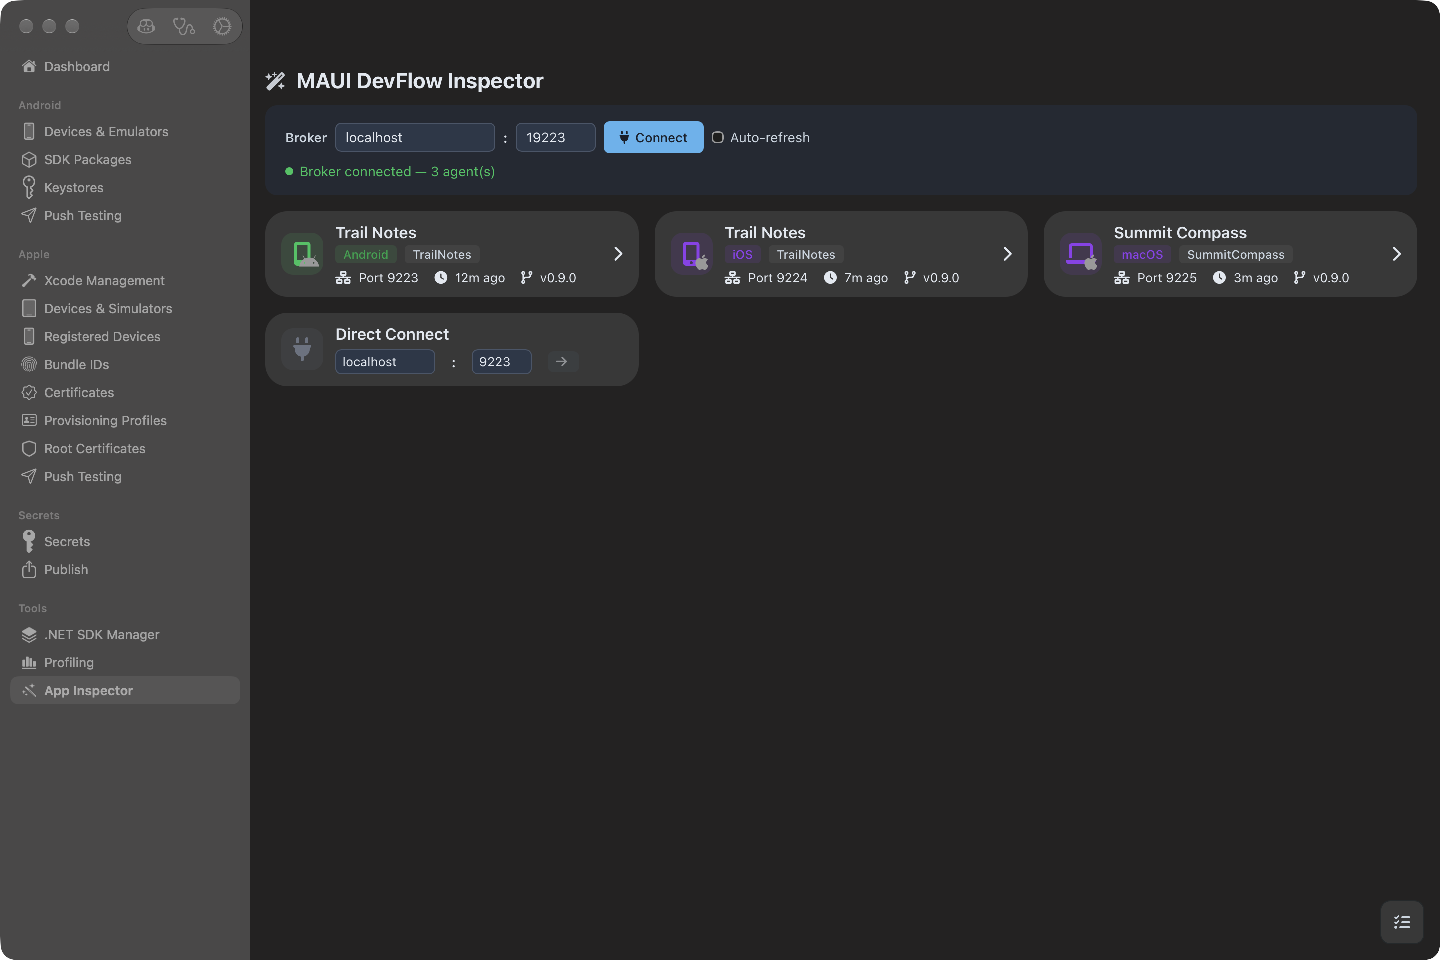 Dashboard
Android
Devices & Emulators
SDK Packages
Keystores
Push Testing
Apple
Xcode Management
Devices & Simulators
Registered Devices
Bundle IDs
Certificates
Provisioning Profiles
Root Certificates
Push Testing
Secrets
Secrets
Publish
Tools
.NET SDK Manager
Profiling
App Inspector
MAUI DevFlow Inspector
Broker localhost : 19223 Connect Auto-refresh
Broker connected — 3 agent(s)
Trail Notes
Android TrailNotes
Port 9223 12m ago v0.9.0
Trail Notes
iOS TrailNotes
Port 9224 7m ago v0.9.0
Summit Compass
macOS SummitCompass
Port 9225 3m ago v0.9.0
Direct Connect
localhost : 9223